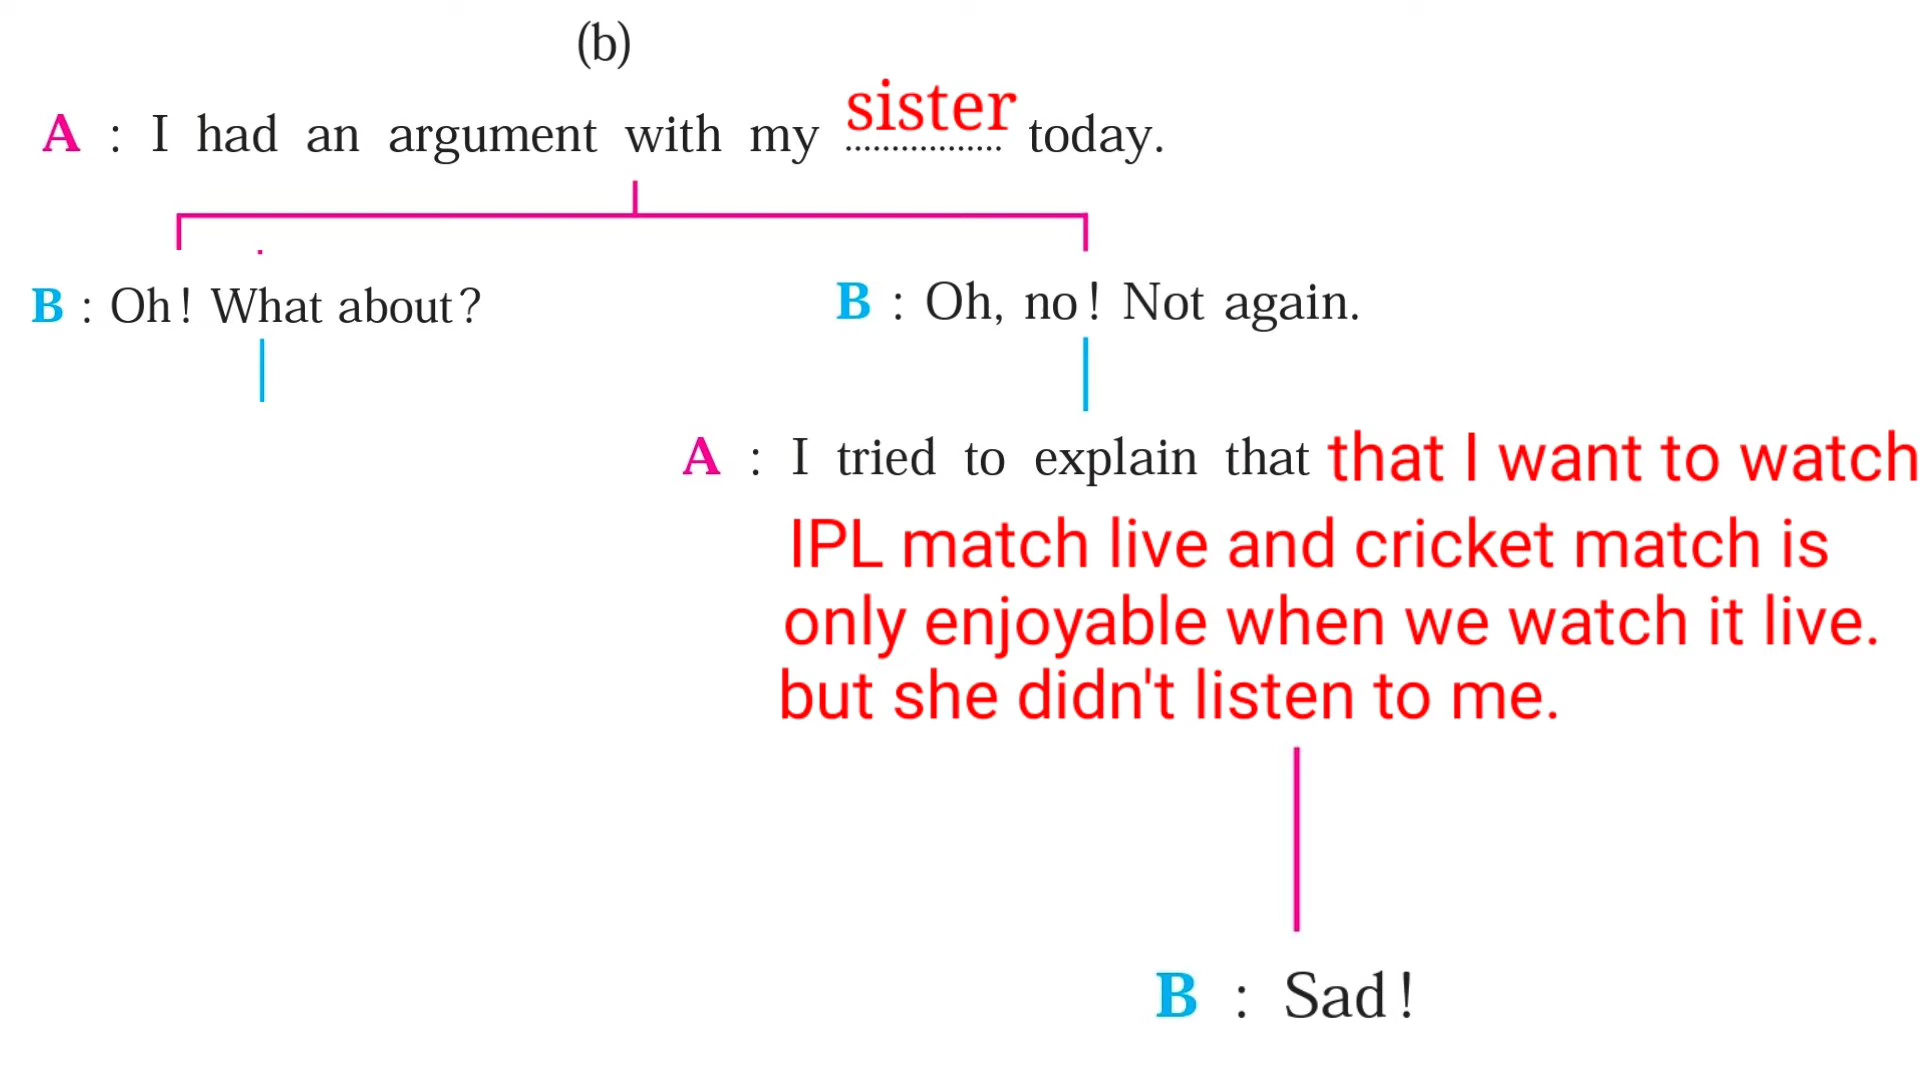 (b)
A : I had an argument with my sister today.
B : Oh! What about?
B : Oh, no! Not again.
A : I tried to explain that that I want to watch
IPL match live and cricket match is
only enjoyable when we watch it live.
but she didn't listen to me.
B : Sad!